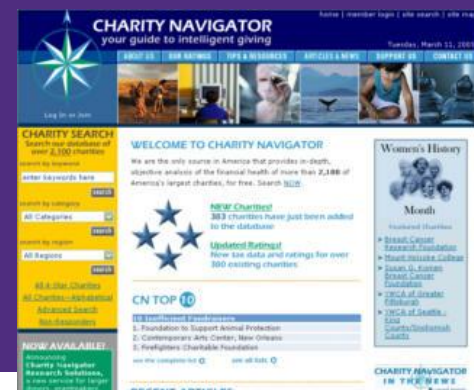 home | member login | site search | site map
CHARITY NAVIGATOR
your guide to intelligent giving
Tuesday, March 11, 2003
ABOUT US
OUR RATINGS
TIPS & RESOURCES
ARTICLES & NEWS
SUPPORT US
CONTACT US
Log In or Join
CHARITY SEARCH
Search our database of
over 2,100 charities
search by keyword
enter keywords here
search
search by category
All Categories
search
search by region
All Regions
search
All 4-Star Charities
All Charities - Alphabetical
Advanced Search
Non-Responders
NOW AVAILABLE!
Announcing
Charity Navigator
Research Solutions,
a new service for larger
WELCOME TO CHARITY NAVIGATOR
We are the only source in America that provides in-depth,
objective analysis of the financial health of more than 2,100 of
America's largest charities, for free. Search NOW.
NEW Charities!
383 charities have just been added
to the database
Updated Ratings!
New tax data and ratings for over
300 existing charities
CN TOP 10
10 Inefficient Fundraisers
1. Foundation to Support Animal Protection
2. Contemporary Arts Center, New Orleans
3. Firefighters Charitable Foundation
see the complete list
see all lists
RECENT ARTICLES
Women's History
Month
Featured Charities
Breast Cancer
Research Foundation
Mount Holyoke College
Susan G. Komen
Breast Cancer
Foundation
YWCA of Greater
Pittsburgh
YWCA of Seattle -
King
County/Snohomish
County
CHARITY NAVIGATOR
IN THE NEWS